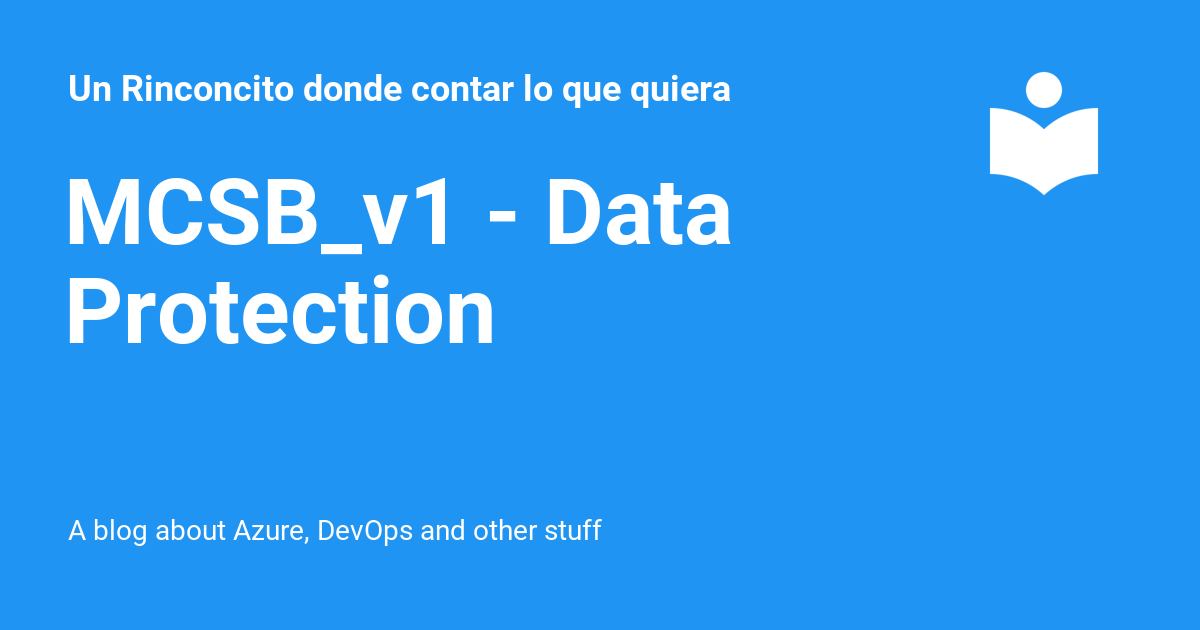 Un Rinconcito donde contar lo que quiera
MCSB_v1 - Data
Protection
A blog about Azure, DevOps and other stuff